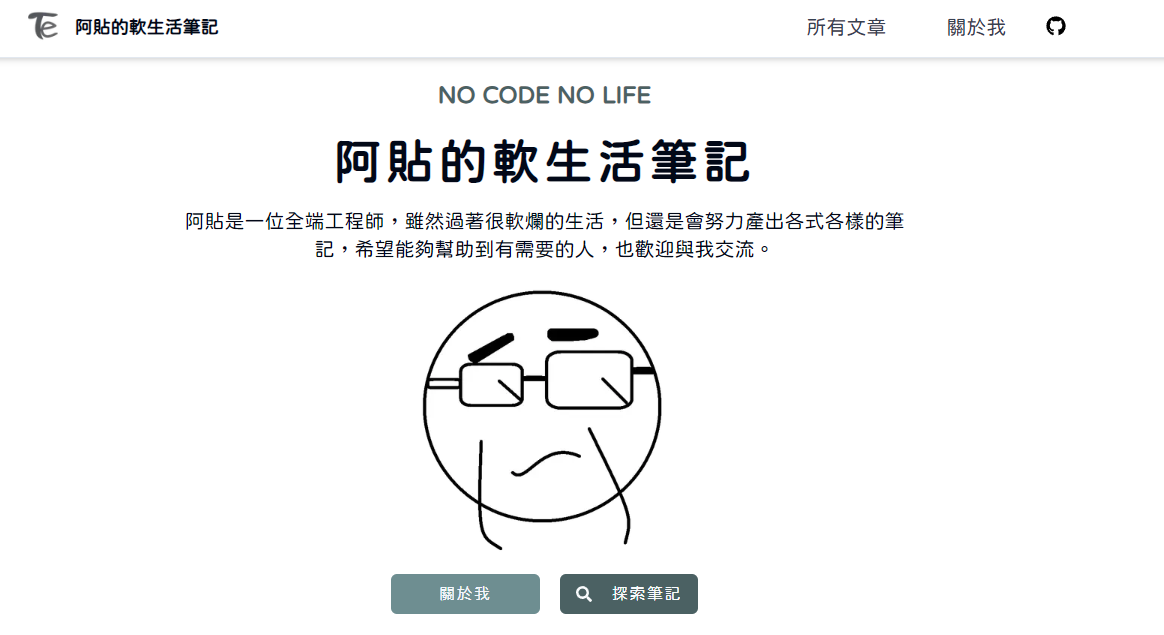 Te 阿貼的軟生活筆記 所有文章 關於我
NO CODE NO LIFE
阿貼的軟生活筆記
阿貼是一位全端工程師，雖然過著很軟爛的生活，但還是會努力產出各式各樣的筆
記，希望能夠幫助到有需要的人，也歡迎與我交流。
關於我 探索筆記